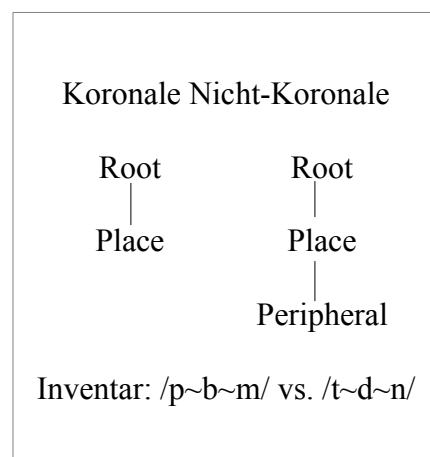 Koronale Nicht-Koronale
Root Root
Place Place
Peripheral
Inventar: /p~b~m/ vs. /t~d~n/